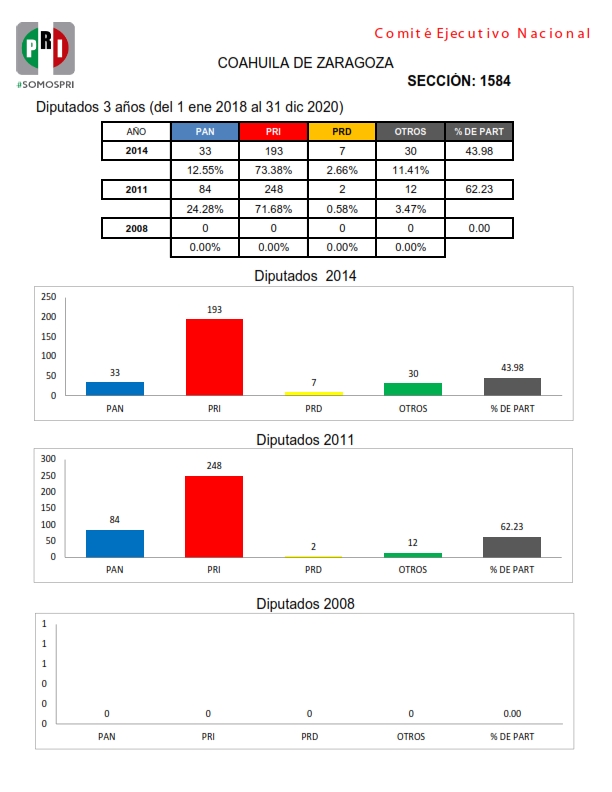 PRI
#SOMOSPRI
Comité Ejecutivo Nacional
COAHUILA DE ZARAGOZA
SECCIÓN: 1584
Diputados 3 años (del 1 ene 2018 al 31 dic 2020)
AÑO PAN PRI PRD OTROS % DE PART
2014 33 193 7 30 43.98
12.55% 73.38% 2.66% 11.41%
2011 84 248 2 12 62.23
24.28% 71.68% 0.58% 3.47%
2008 0 0 0 0 0.00
0.00% 0.00% 0.00% 0.00%
Diputados 2014
250
200
150
100
50
0
33 193 7 30 43.98
PAN PRI PRD OTROS % DE PART
Diputados 2011
300
250
200
150
100
50
0
84 248 2 12 62.23
PAN PRI PRD OTROS % DE PART
Diputados 2008
1
1
1
0
0
0
0 0 0 0 0.00
PAN PRI PRD OTROS % DE PART